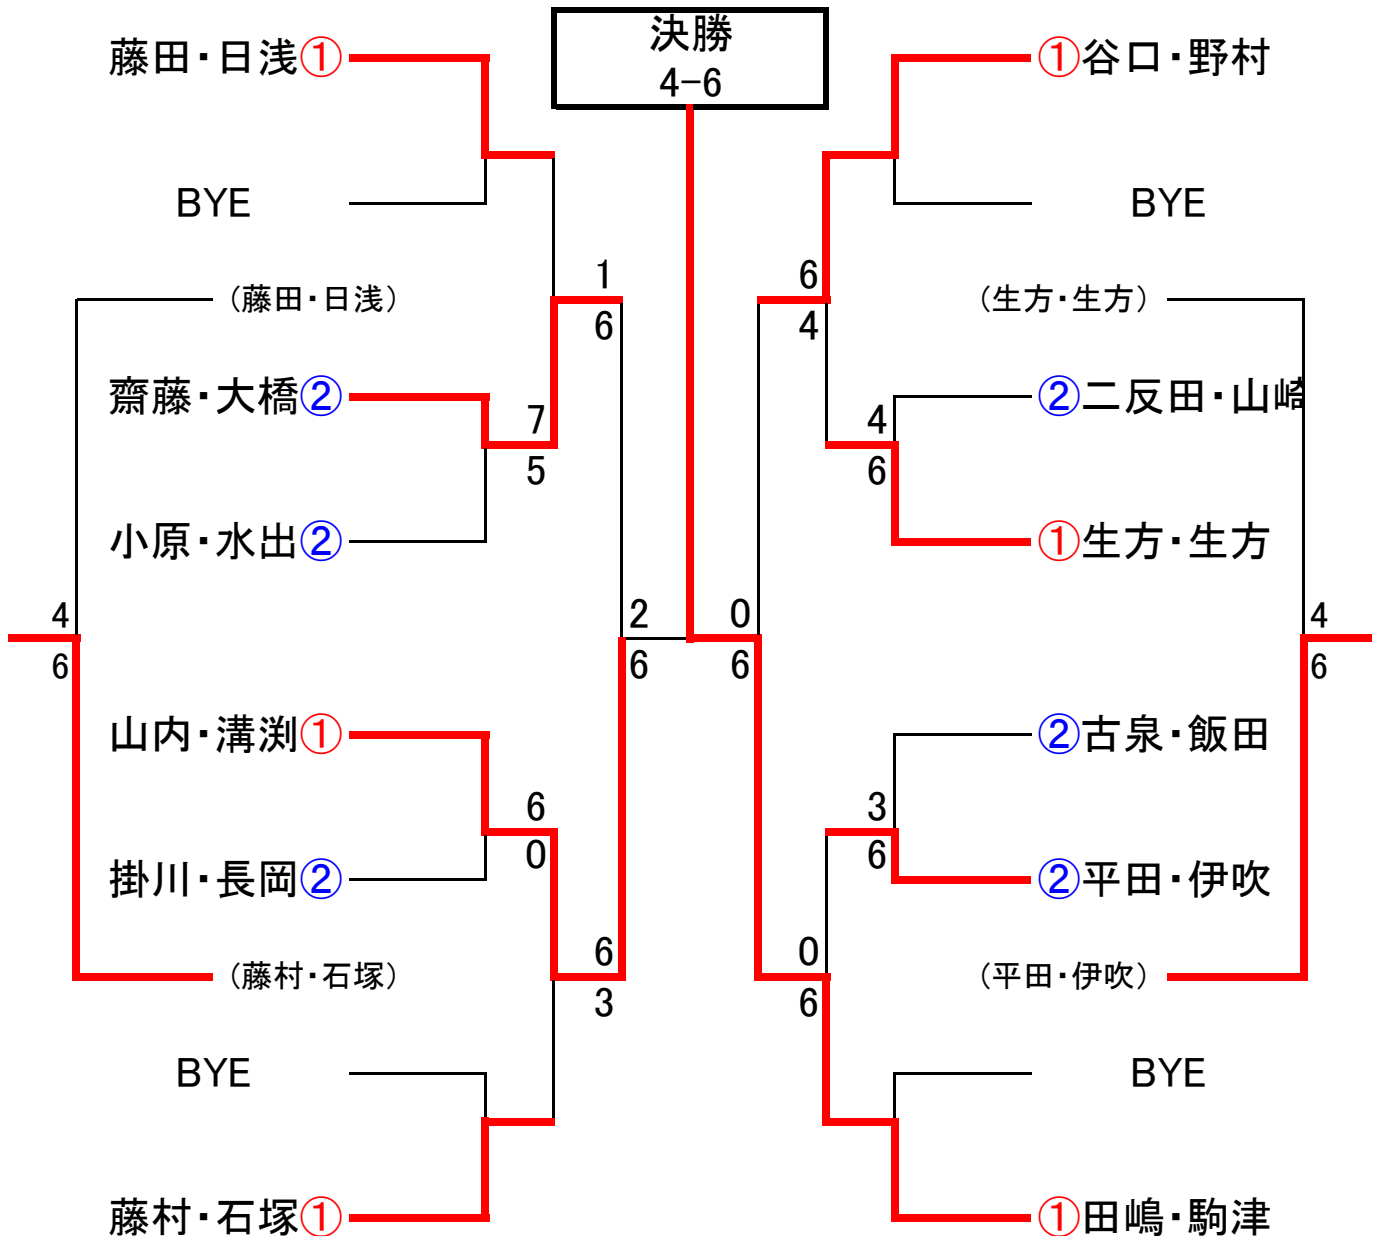 決勝
4-6
藤田・日浅①
①谷口・野村
BYE
BYE
1
6
6
4
(藤田・日浅)
(生方・生方)
齋藤・大橋②
②二反田・山崎
7
5
4
6
小原・水出②
①生方・生方
4
6
2
6
0
6
4
6
山内・溝渕①
②古泉・飯田
6
0
3
6
掛川・長岡②
②平田・伊吹
6
3
0
6
(藤村・石塚)
(平田・伊吹)
BYE
BYE
藤村・石塚①
①田嶋・駒津